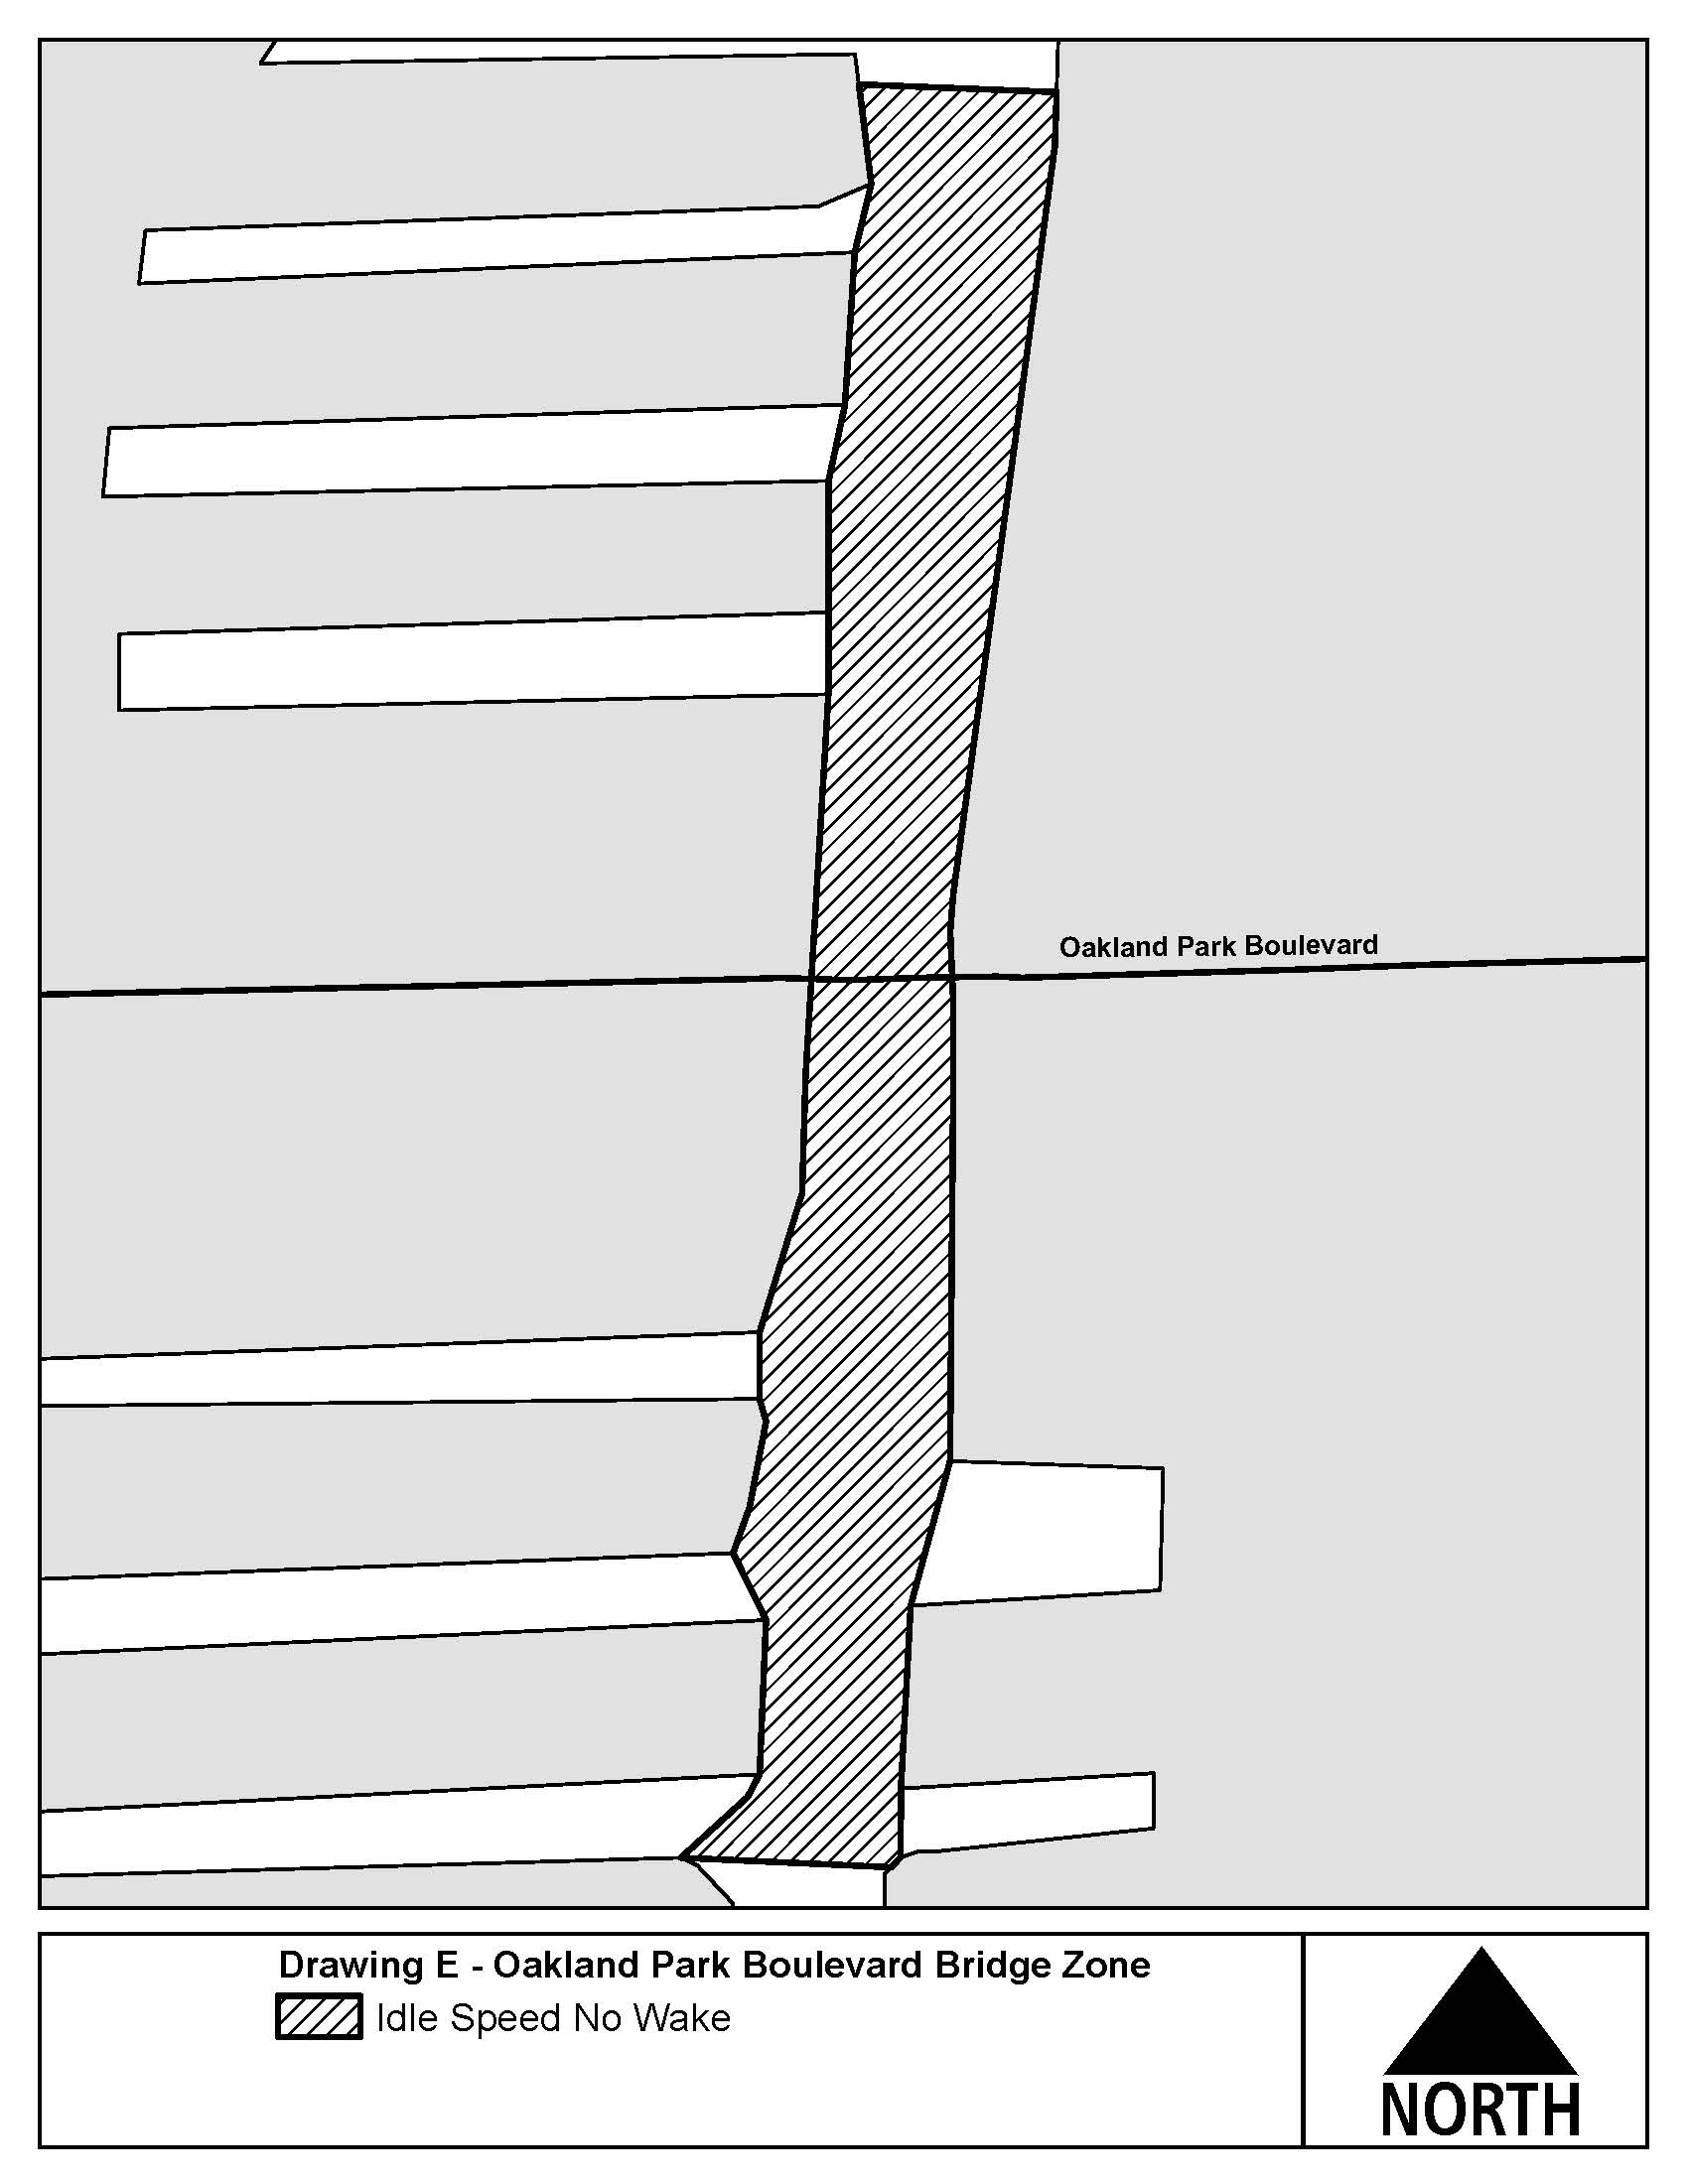 Oakland Park Boulevard
Drawing E - Oakland Park Boulevard Bridge Zone
Idle Speed No Wake
NORTH